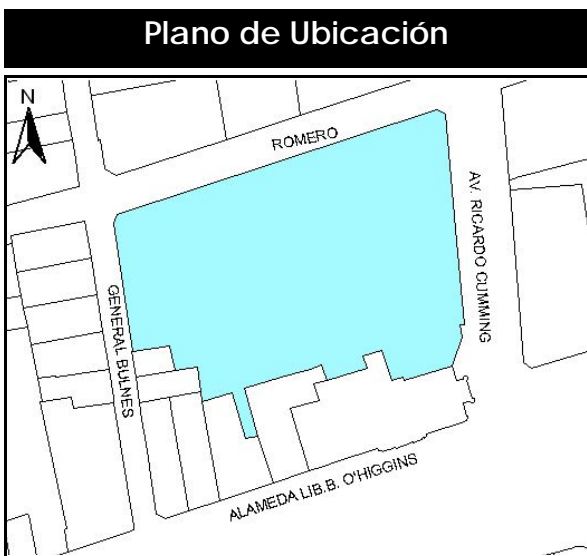 Plano de Ubicación
N
ROMERO
AV. RICARDO CUMMING
GENERAL BULNES
ALAMEDA LIB.B. O'HIGGINS